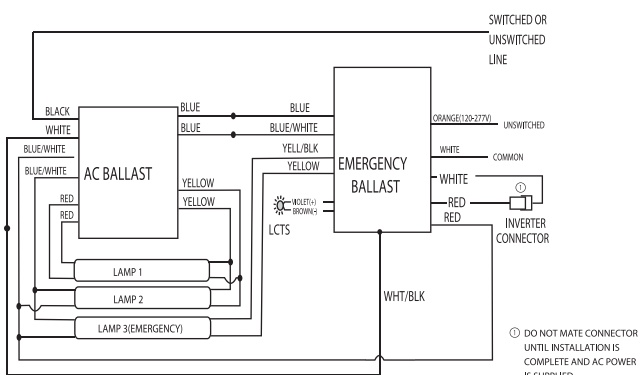 SWITCHED OR
UNSWITCHED
LINE
BLACK
WHITE
BLUE/WHITE
BLUE/WHITE
RED
RED
AC BALLAST
BLUE
BLUE
YELLOW
YELLOW
BLUE
BLUE/WHITE
YELL/BLK
YELLOW
EMERGENCY
BALLAST
VIOLET(+)
BROWN(-)
LCTS
ORANGE(120-277V)
UNSWITCHED
WHITE
COMMON
WHITE
RED
RED
!
INVERTER
CONNECTOR
LAMP 1
LAMP 2
LAMP 3(EMERGENCY)
WHT/BLK
! DO NOT MATE CONNECTOR
UNTIL INSTALLATION IS
COMPLETE AND AC POWER
IS SUPPLIED